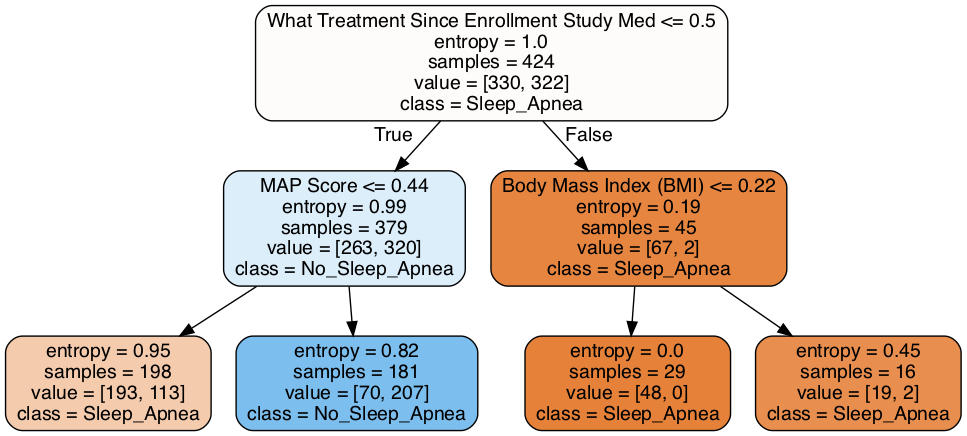 What Treatment Since Enrollment Study Med <= 0.5
entropy = 1.0
samples = 424
value = [330, 322]
class = Sleep_Apnea
True
False
MAP Score <= 0.44
entropy = 0.99
samples = 379
value = [263, 320]
class = No_Sleep_Apnea
Body Mass Index (BMI) <= 0.22
entropy = 0.19
samples = 45
value = [67, 2]
class = Sleep_Apnea
entropy = 0.95
samples = 198
value = [193, 113]
class = Sleep_Apnea
entropy = 0.82
samples = 181
value = [70, 207]
class = No_Sleep_Apnea
entropy = 0.0
samples = 29
value = [48, 0]
class = Sleep_Apnea
entropy = 0.45
samples = 16
value = [19, 2]
class = Sleep_Apnea